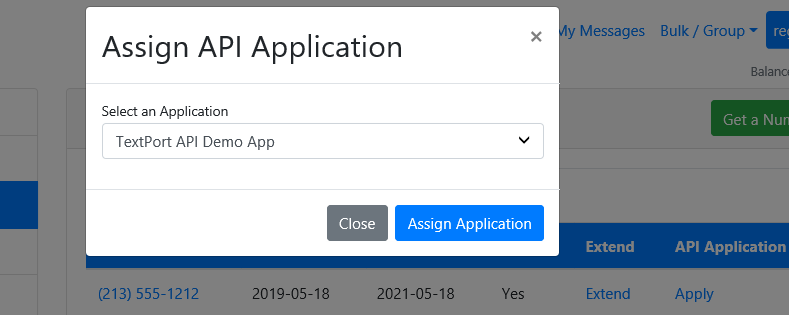 Assign API Application
×
My Messages
Bulk / Group
Balance
Select an Application
TextPort API Demo App
Get a Num
Close
Assign Application
Extend
API Application
(213) 555-1212
2019-05-18
2021-05-18
Yes
Extend
Apply